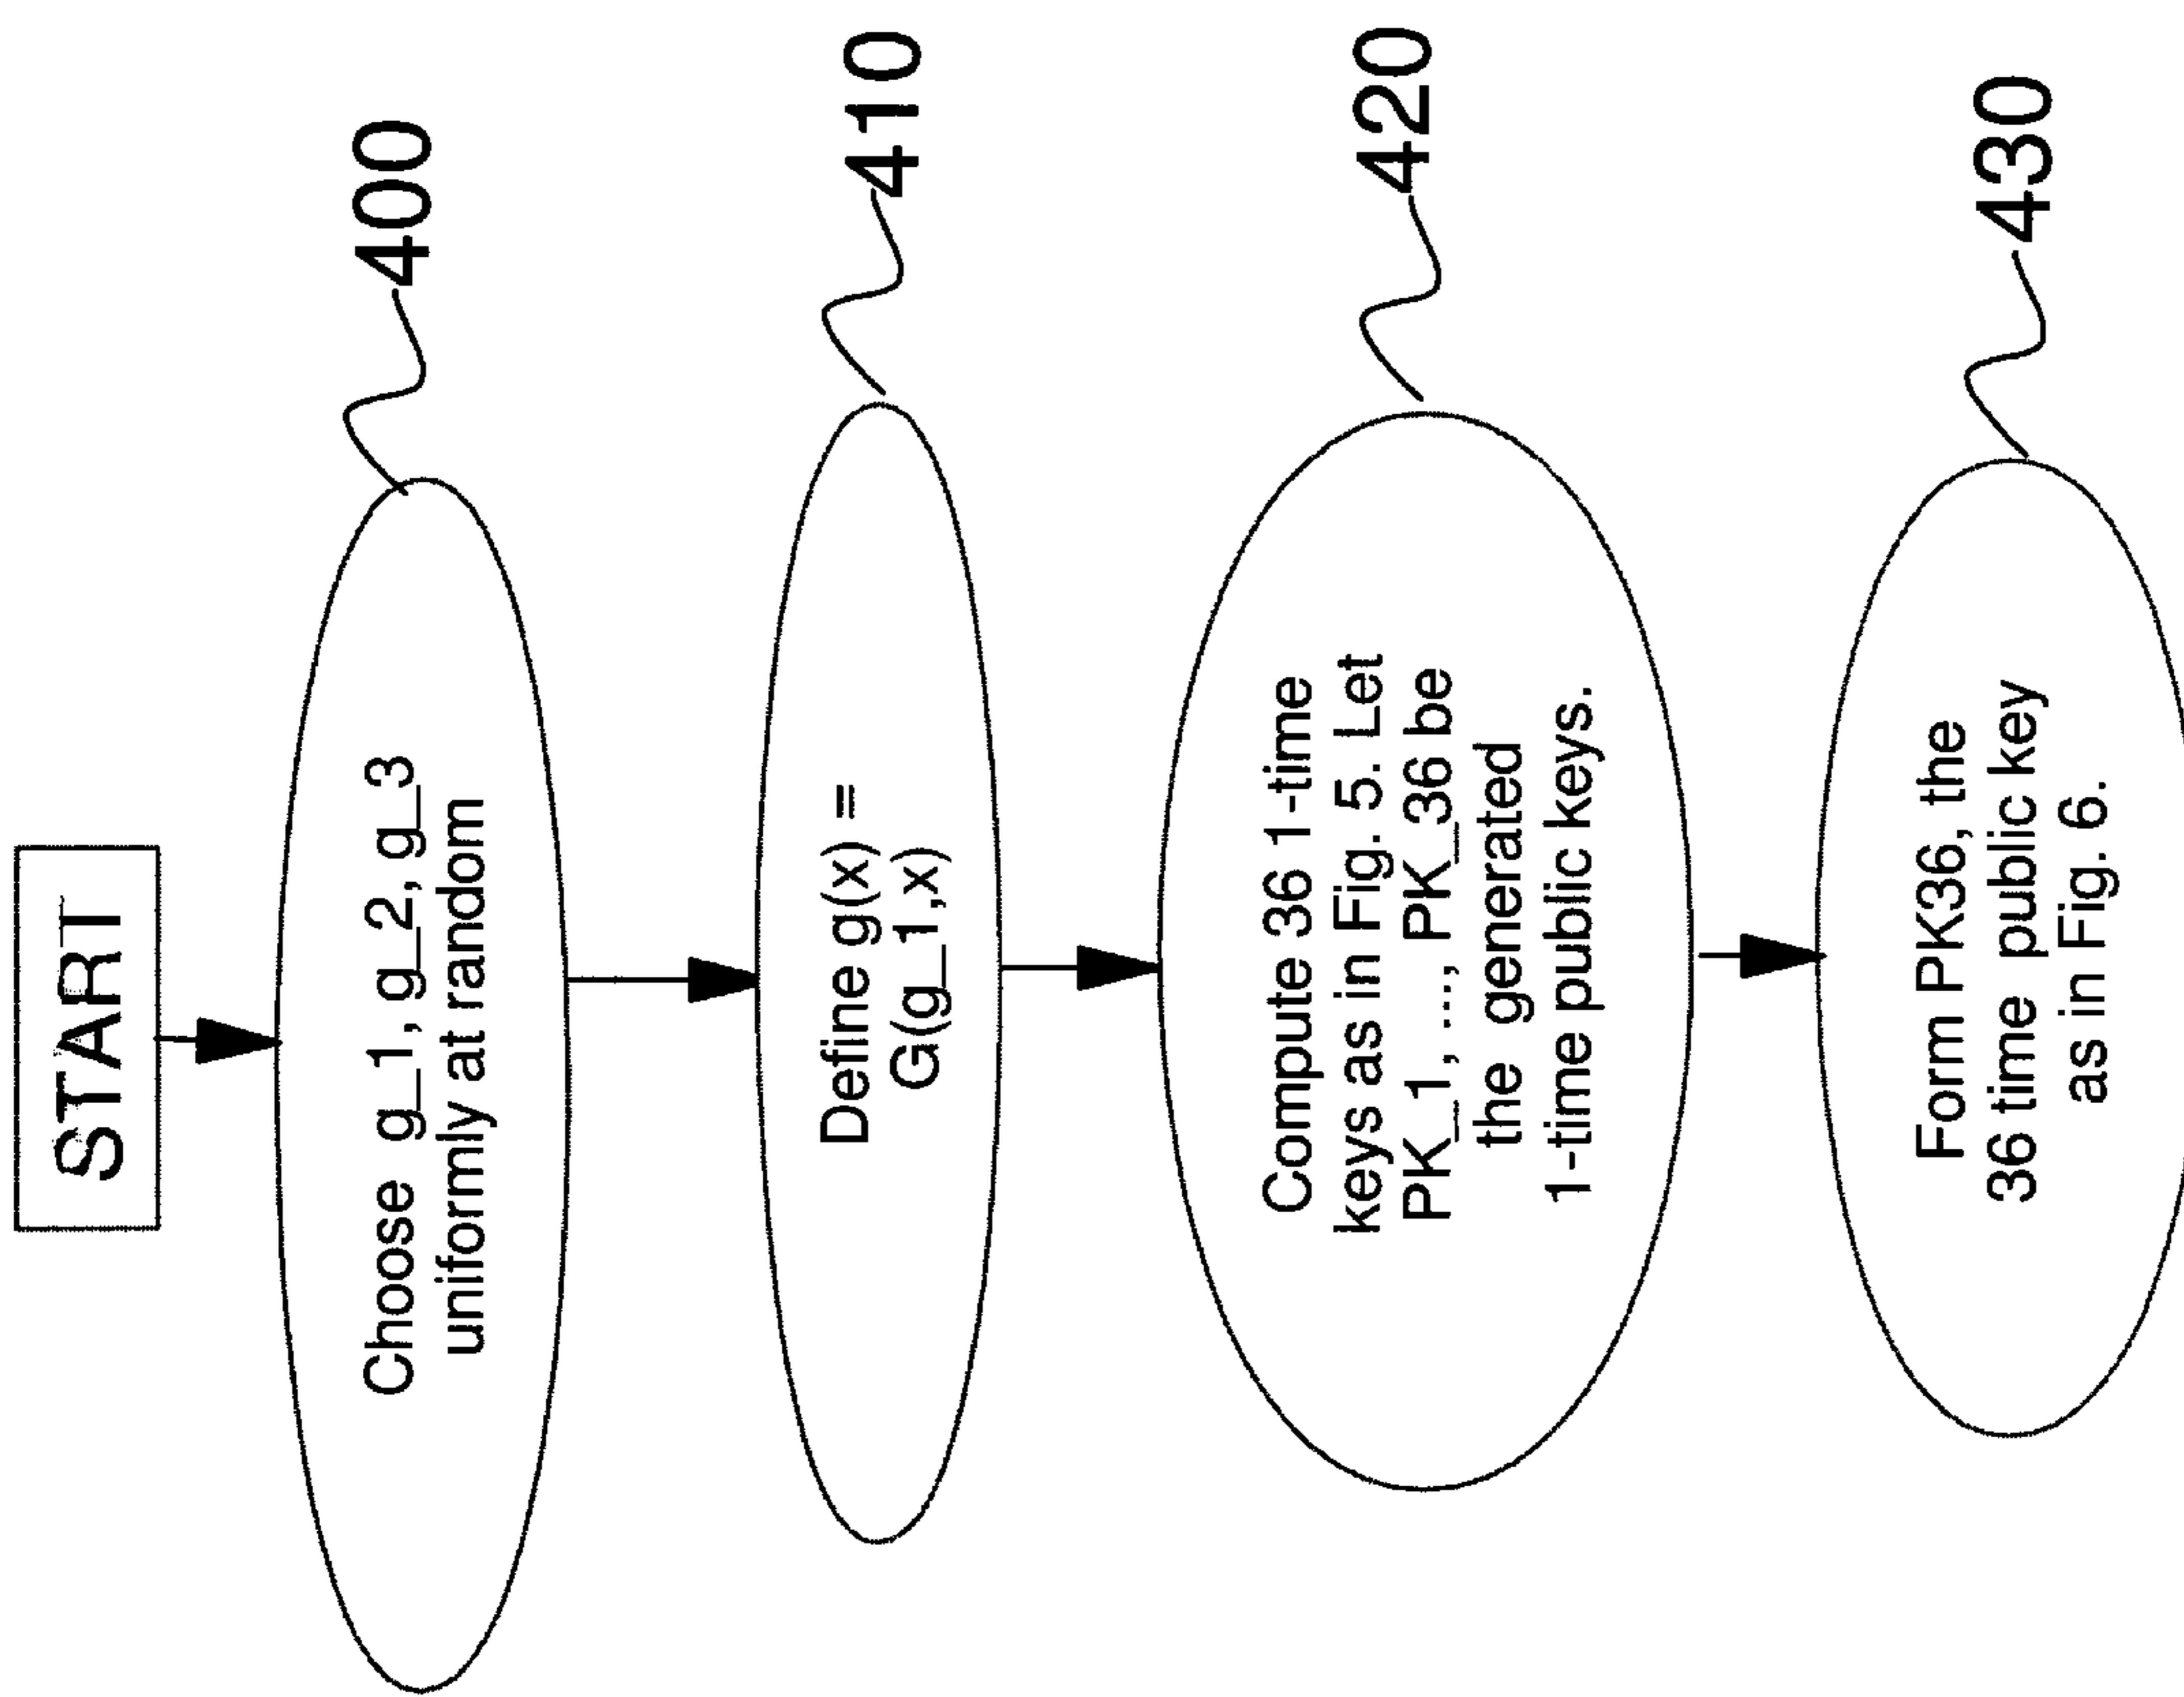 START
Choose g_1, g_2, g_3
uniformly at random
400
Define g(x) =
G(g_1,x)
410
Compute 36 1-time
keys as in Fig. 5. Let
PK_1, ..., PK_36 be
the generated
1-time public keys.
420
Form PK36, the
36 time public key
as in Fig. 6.
430